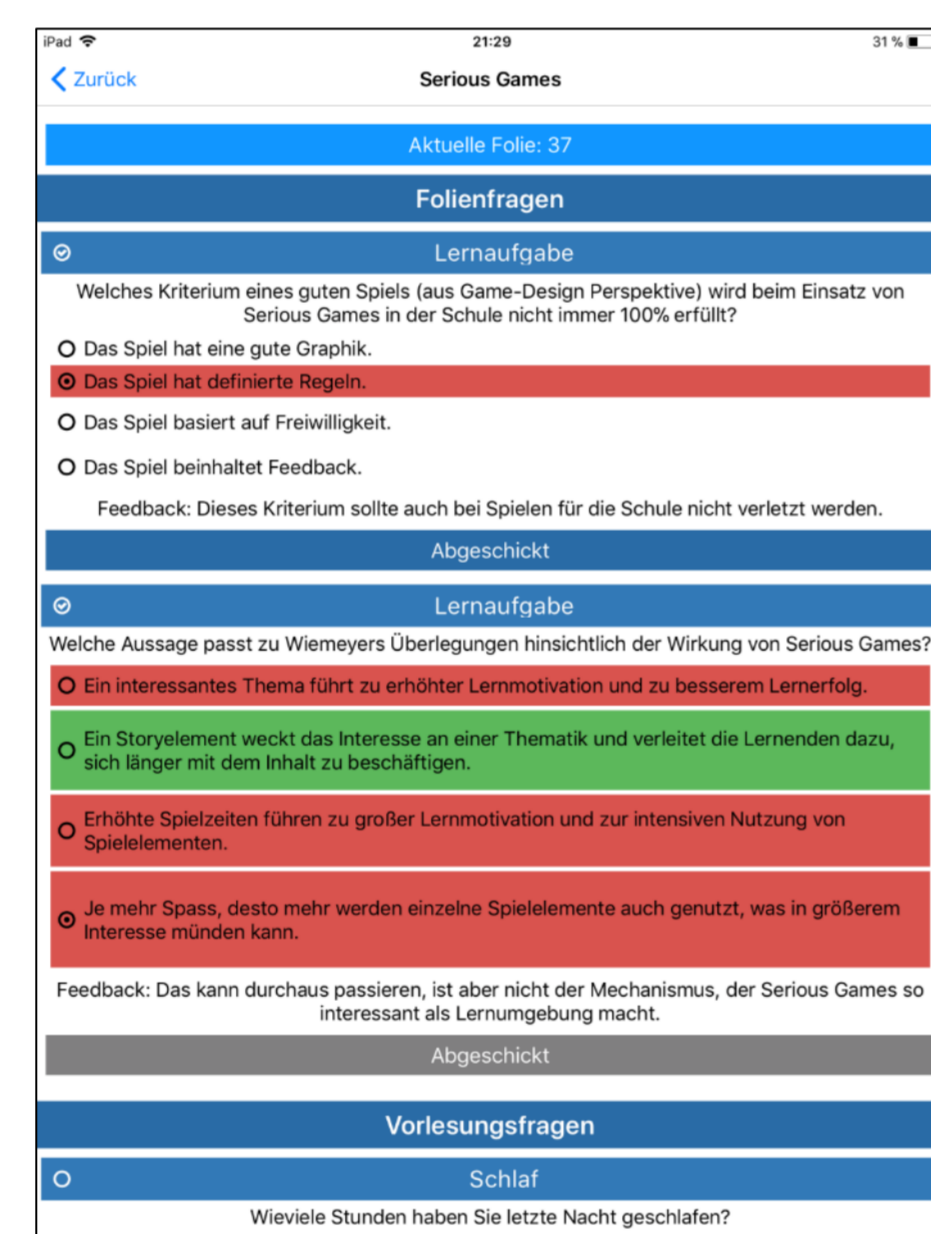 iPad 21:29 31 %
Zurück Serious Games
Aktuelle Folie: 37
Folienfragen
Lernaufgabe
Welches Kriterium eines guten Spiels (aus Game-Design Perspektive) wird beim Einsatz von
Serious Games in der Schule nicht immer 100% erfüllt?
Das Spiel hat eine gute Graphik.
Das Spiel hat definierte Regeln.
Das Spiel basiert auf Freiwilligkeit.
Das Spiel beinhaltet Feedback.
Feedback: Dieses Kriterium sollte auch bei Spielen für die Schule nicht verletzt werden.
Abgeschickt
Lernaufgabe
Welche Aussage passt zu Wiemeyers Überlegungen hinsichtlich der Wirkung von Serious Games?
Ein interessantes Thema führt zu erhöhter Lernmotivation und zu besserem Lernerfolg.
Ein Storyelement weckt das Interesse an einer Thematik und verleitet die Lernenden dazu,
sich länger mit dem Inhalt zu beschäftigen.
Erhöhte Spielzeiten führen zu großer Lernmotivation und zur intensiven Nutzung von
Spielelementen.
Je mehr Spass, desto mehr werden einzelne Spielelemente auch genutzt, was in größerem
Interesse münden kann.
Feedback: Das kann durchaus passieren, ist aber nicht der Mechanismus, der Serious Games so
interessant als Lernumgebung macht.
Abgeschickt
Vorlesungsfragen
Schlaf
Wieviele Stunden haben Sie letzte Nacht geschlafen?